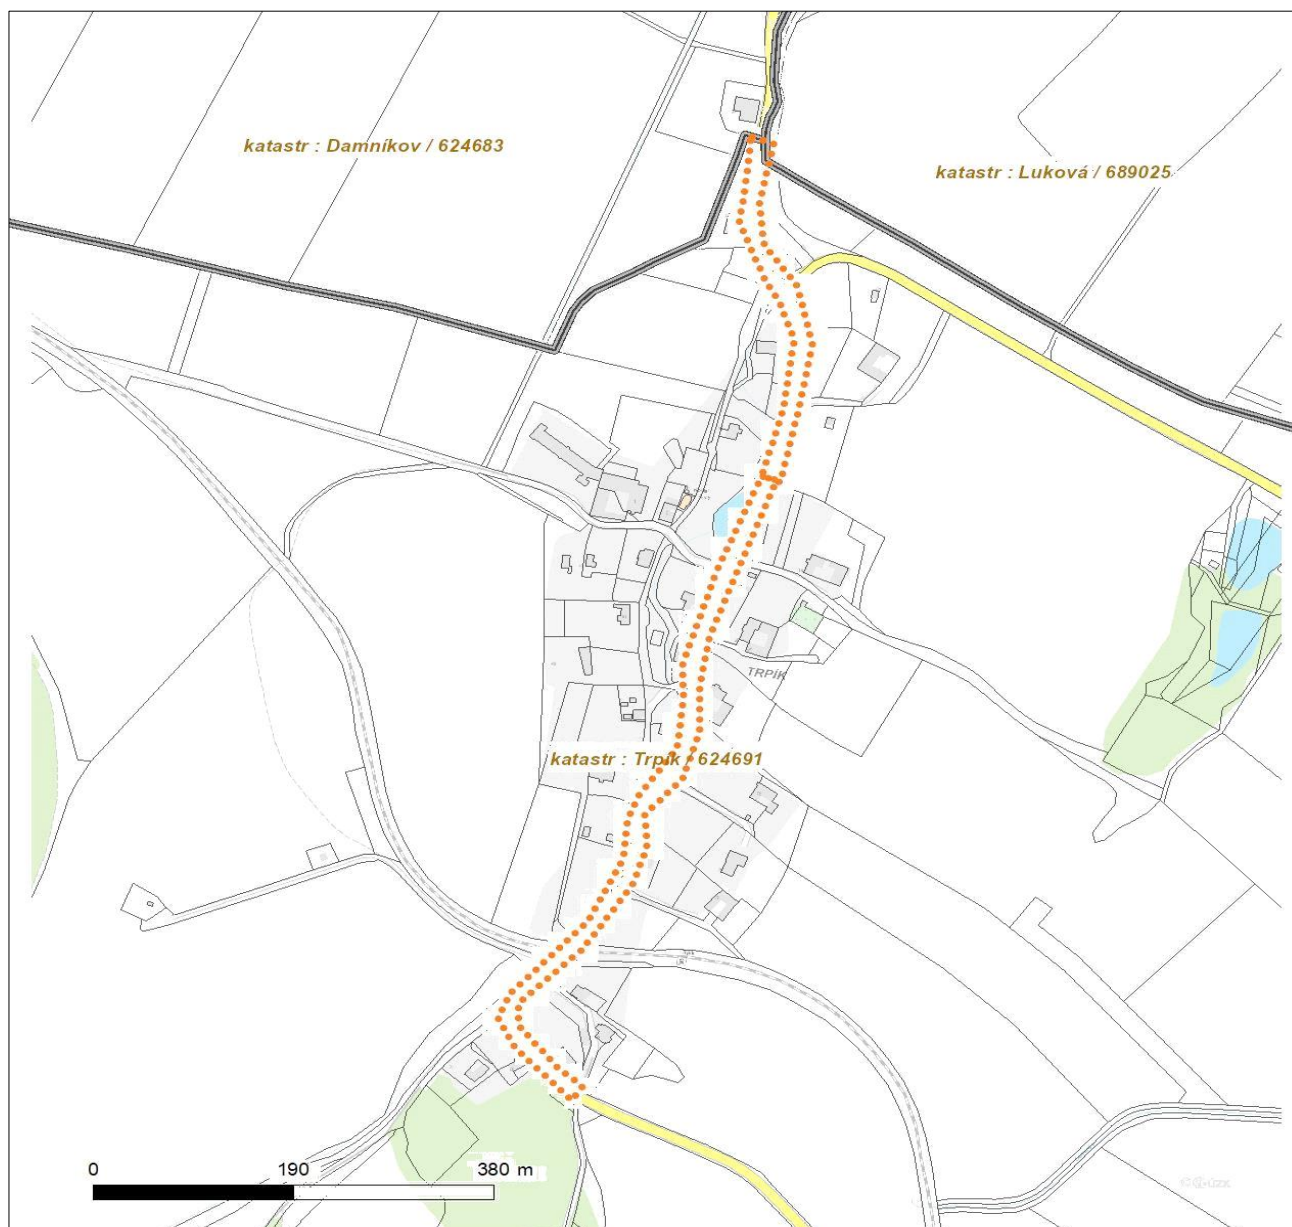 katastr : Damníkov / 624683
katastr : Luková / 689025
TRPÍK
katastr : Trpík / 624691
0 190 380 m